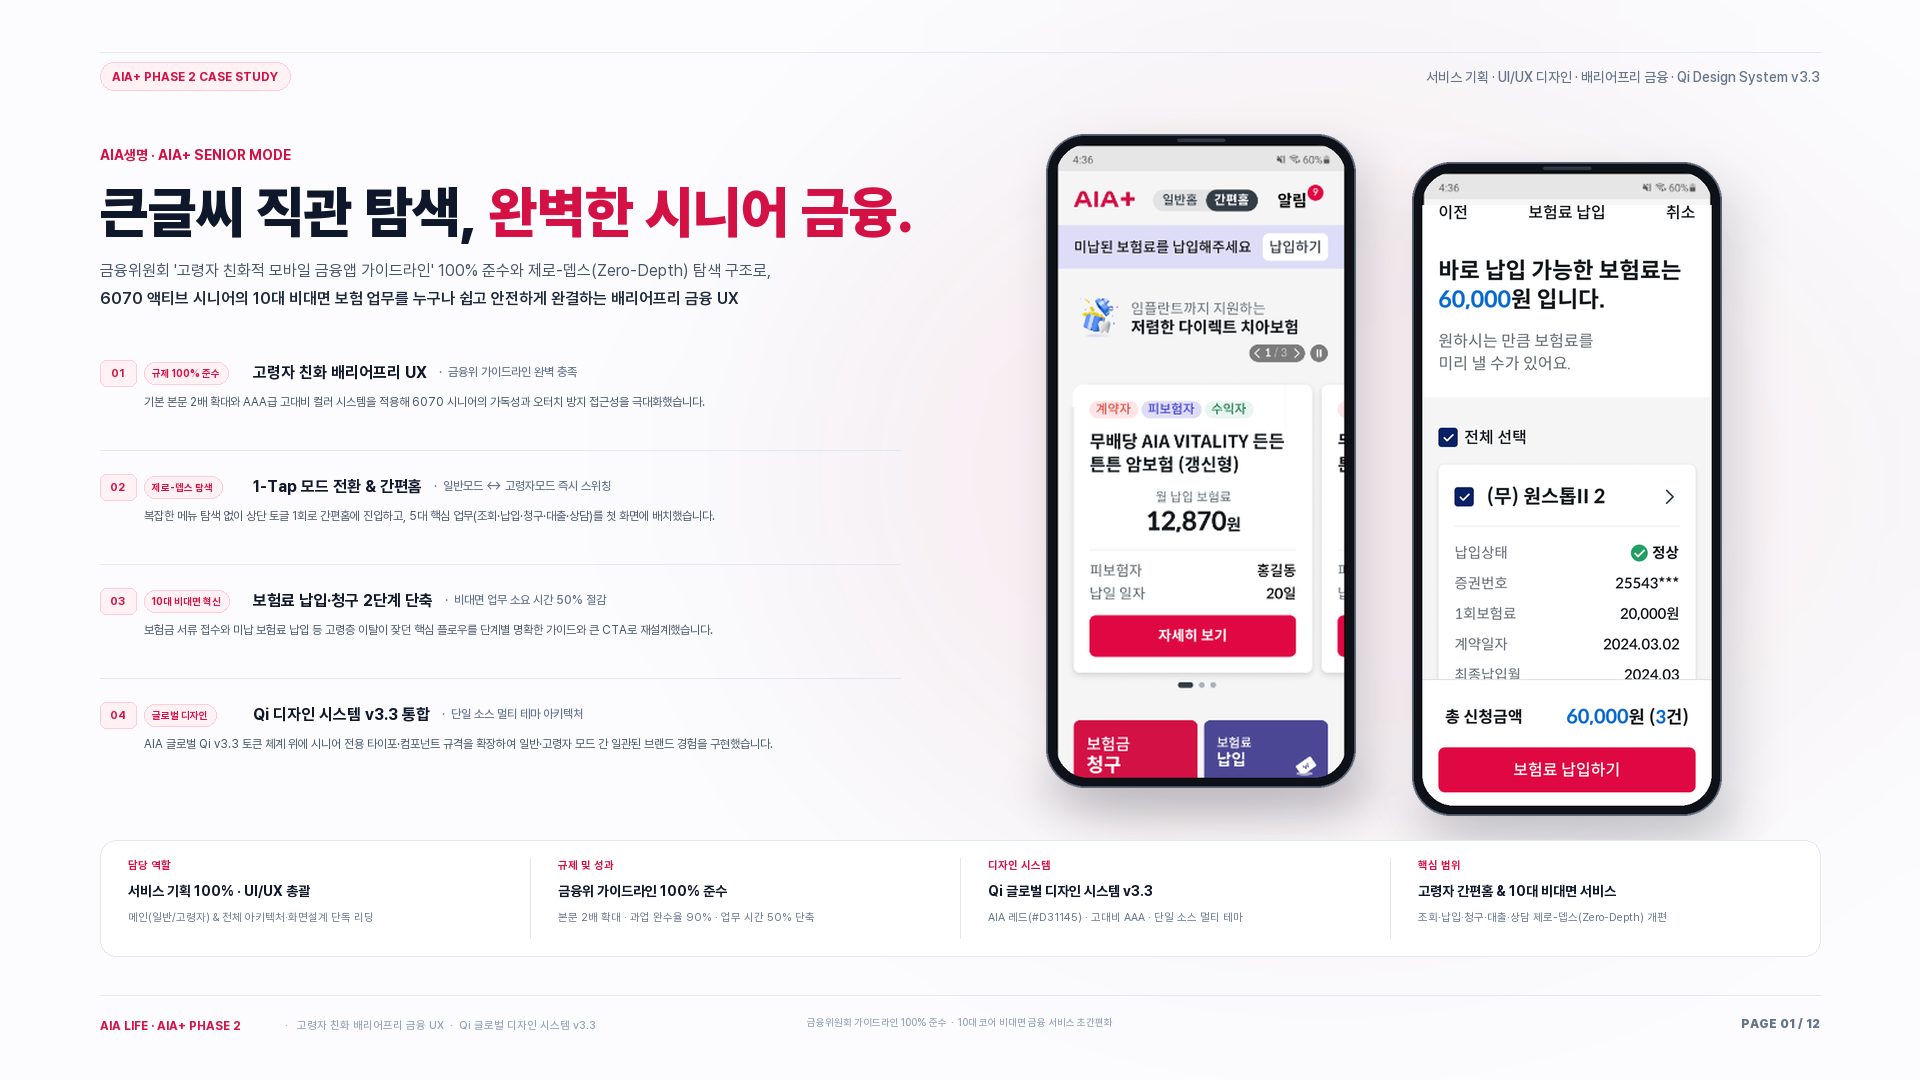 AIA+ PHASE 2 CASE STUDY
서비스 기획 · UI/UX 디자인 · 배리어프리 금융 · Qi Design System v3.3
AIA생명 · AIA+ SENIOR MODE
큰글씨 직관 탐색, 완벽한 시니어 금융.
금융위원회 '고령자 친화적 모바일 금융앱 가이드라인' 100% 준수와 제로-뎁스(Zero-Depth) 탐색 구조로,
6070 액티브 시니어의 10대 비대면 보험 업무를 누구나 쉽고 안전하게 완결하는 배리어프리 금융 UX
01 규제 100% 준수 고령자 친화 배리어프리 UX · 금융위 가이드라인 완벽 충족
기본 본문 2배 확대와 AAA급 고대비 컬러 시스템을 적용해 6070 시니어의 가독성과 오터치 방지 접근성을 극대화했습니다.
02 제로-뎁스 탐색 1-Tap 모드 전환 & 간편홈 · 일반모드 ↔ 고령자모드 즉시 스위칭
복잡한 메뉴 탐색 없이 상단 토글 1회로 간편홈에 진입하고, 5대 핵심 업무(조회·납입·청구·대출·상담)를 첫 화면에 배치했습니다.
03 10대 비대면 혁신 보험료 납입·청구 2단계 단축 · 비대면 업무 소요 시간 50% 절감
보험금 서류 접수와 미납 보험료 납입 등 고령층 이탈이 잦던 핵심 플로우를 단계별 명확한 가이드와 큰 CTA로 재설계했습니다.
04 글로벌 디자인 Qi 디자인 시스템 v3.3 통합 · 단일 소스 멀티 테마 아키텍처
AIA 글로벌 Qi v3.3 토큰 체계 위에 시니어 전용 타이포·컴포넌트 규격을 확장하여 일반·고령자 모드 간 일관된 브랜드 경험을 구현했습니다.
4:36 60%
AIA+ 일반홈 간편홈 알림 9
미납된 보험료를 납입해주세요 납입하기
임플란트까지 지원하는
저렴한 다이렉트 치아보험
1 / 3
계약자 피보험자 수익자
무배당 AIA VITALITY 든든
튼튼 암보험 (갱신형)
월 납입 보험료
12,870원
피보험자 홍길동
납일 일자 20일
자세히 보기
보험금
청구
보험료
납입
4:36 60%
이전 보험료 납입 취소
바로 납입 가능한 보험료는
60,000원 입니다.
원하시는 만큼 보험료를
미리 낼 수가 있어요.
전체 선택
(무) 원스톱II 2
납입상태 정상
증권번호 25543***
1회보험료 20,000원
계약일자 2024.03.02
최종납입월 2024.03
총 신청금액 60,000원 (3건)
보험료 납입하기
담당 역할
서비스 기획 100% · UI/UX 총괄
메인(일반/고령자) & 전체 아키텍처·화면설계 단독 리딩
규제 및 성과
금융위 가이드라인 100% 준수
본문 2배 확대 · 과업 완수율 90% · 업무 시간 50% 단축
디자인 시스템
Qi 글로벌 디자인 시스템 v3.3
AIA 레드(#D31145) · 고대비 AAA · 단일 소스 멀티 테마
핵심 범위
고령자 간편홈 & 10대 비대면 서비스
조회·납입·청구·대출·상담 제로-뎁스(Zero-Depth) 개편
AIA LIFE · AIA+ PHASE 2 · 고령자 친화 배리어프리 금융 UX · Qi 글로벌 디자인 시스템 v3.3
금융위원회 가이드라인 100% 준수 · 10대 코어 비대면 금융 서비스 초간편화
PAGE 01 / 12